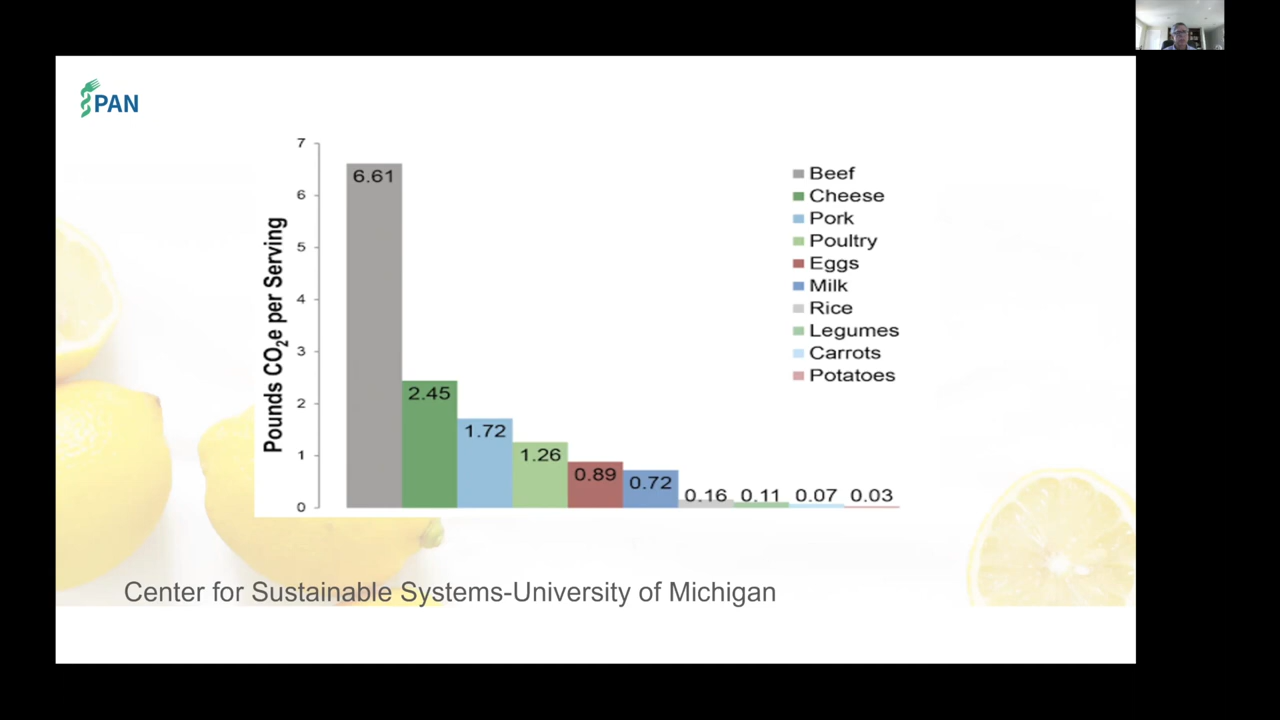 PAN
Pounds CO₂e per Serving
7
6
5
4
3
2
1
0
6.61
2.45
1.72
1.26
0.89
0.72
0.16
0.11
0.07
0.03
Beef
Cheese
Pork
Poultry
Eggs
Milk
Rice
Legumes
Carrots
Potatoes
Center for Sustainable Systems-University of Michigan